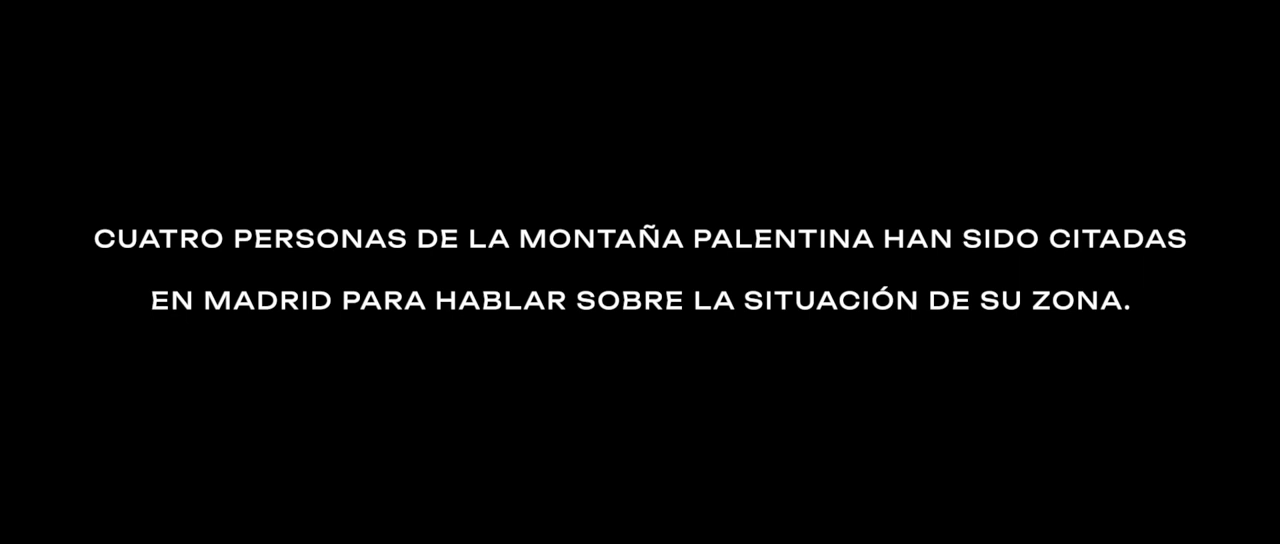 CUATRO PERSONAS DE LA MONTAÑA PALENTINA HAN SIDO CITADAS
EN MADRID PARA HABLAR SOBRE LA SITUACIÓN DE SU ZONA.